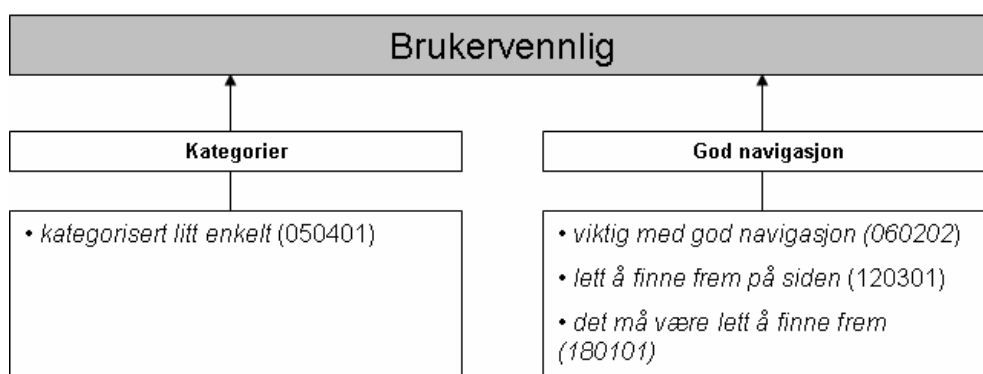 Brukervennlig
Kategorier
• kategorisert litt enkelt (050401)
God navigasjon
• viktig med god navigasjon (060202)
• lett å finne frem på siden (120301)
• det må være lett å finne frem
(180101)